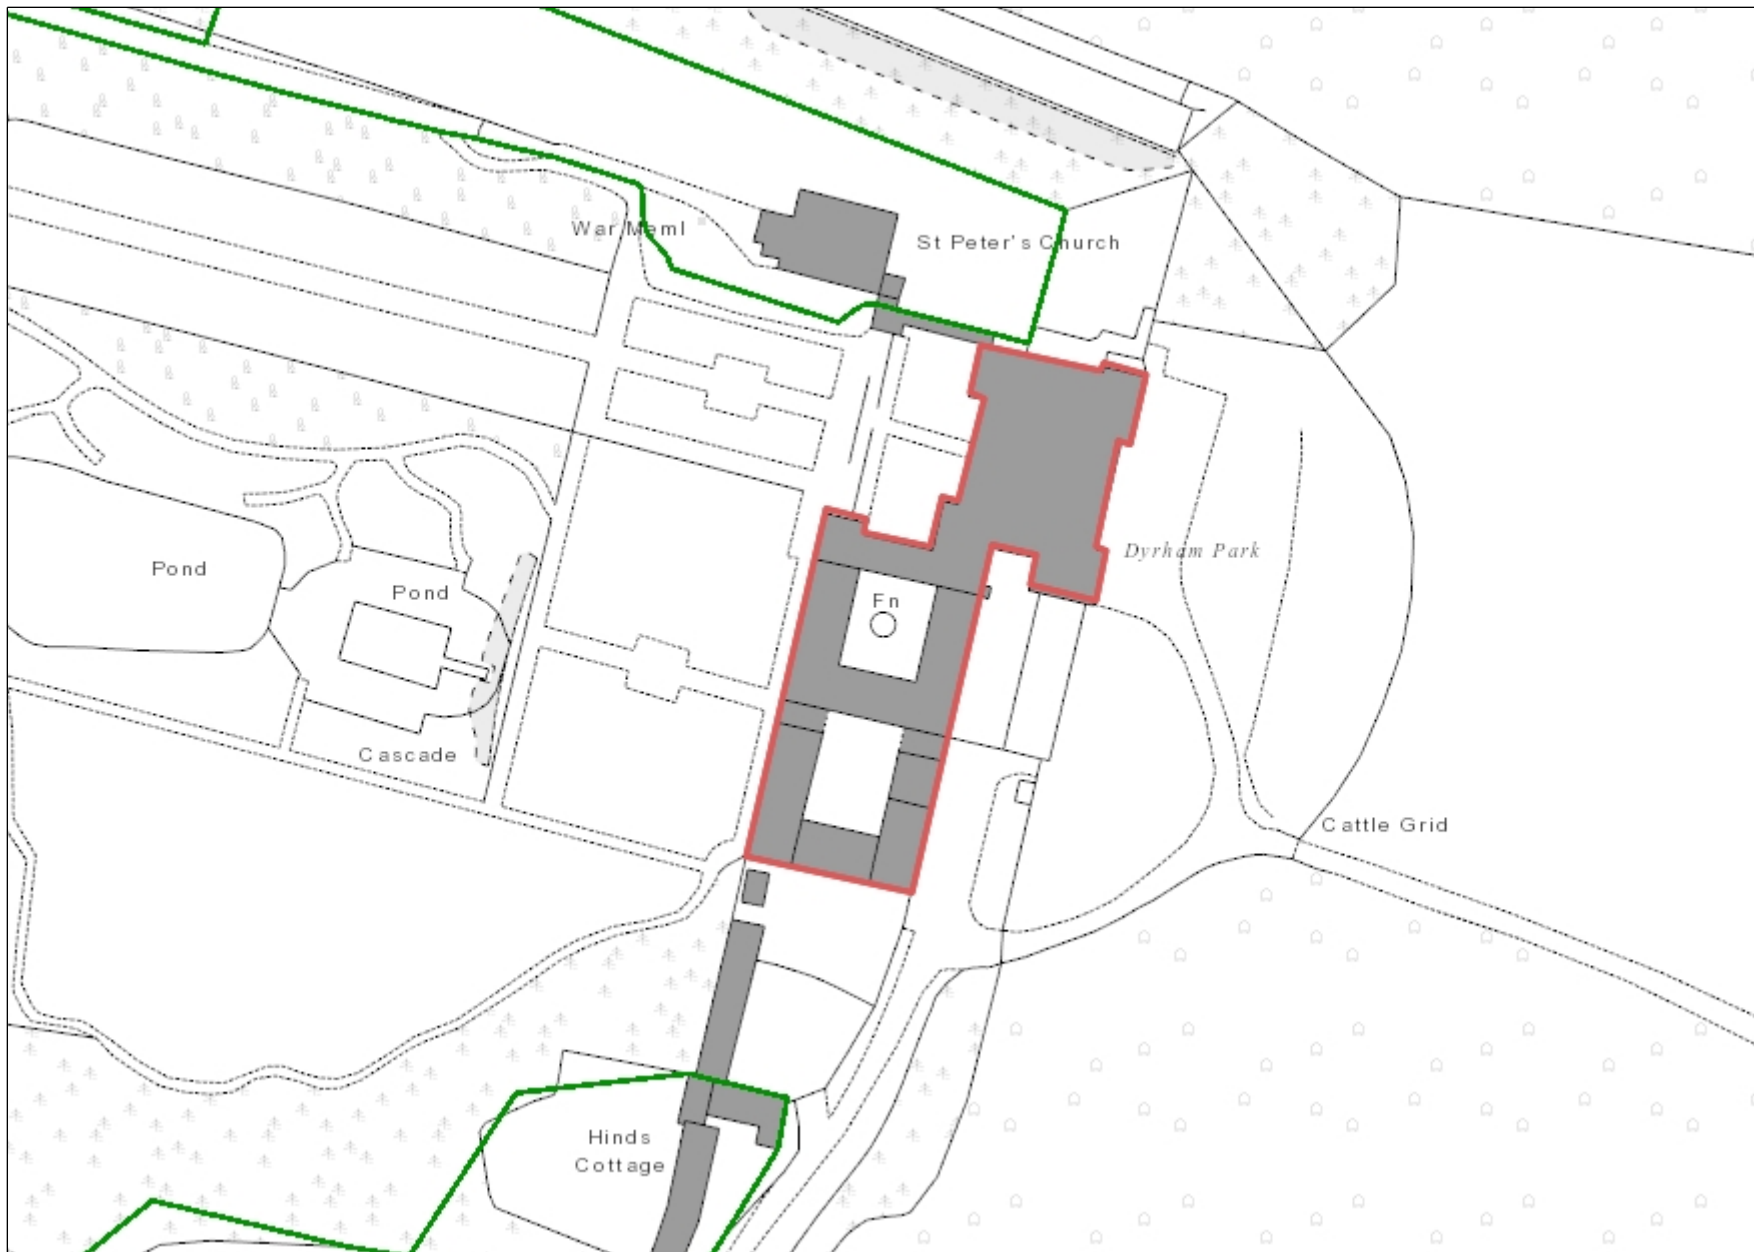 War Meml
St Peter's Church
Dyrham Park
Pond
Pond
Fn
Cascade
Cattle Grid
Hinds
Cottage